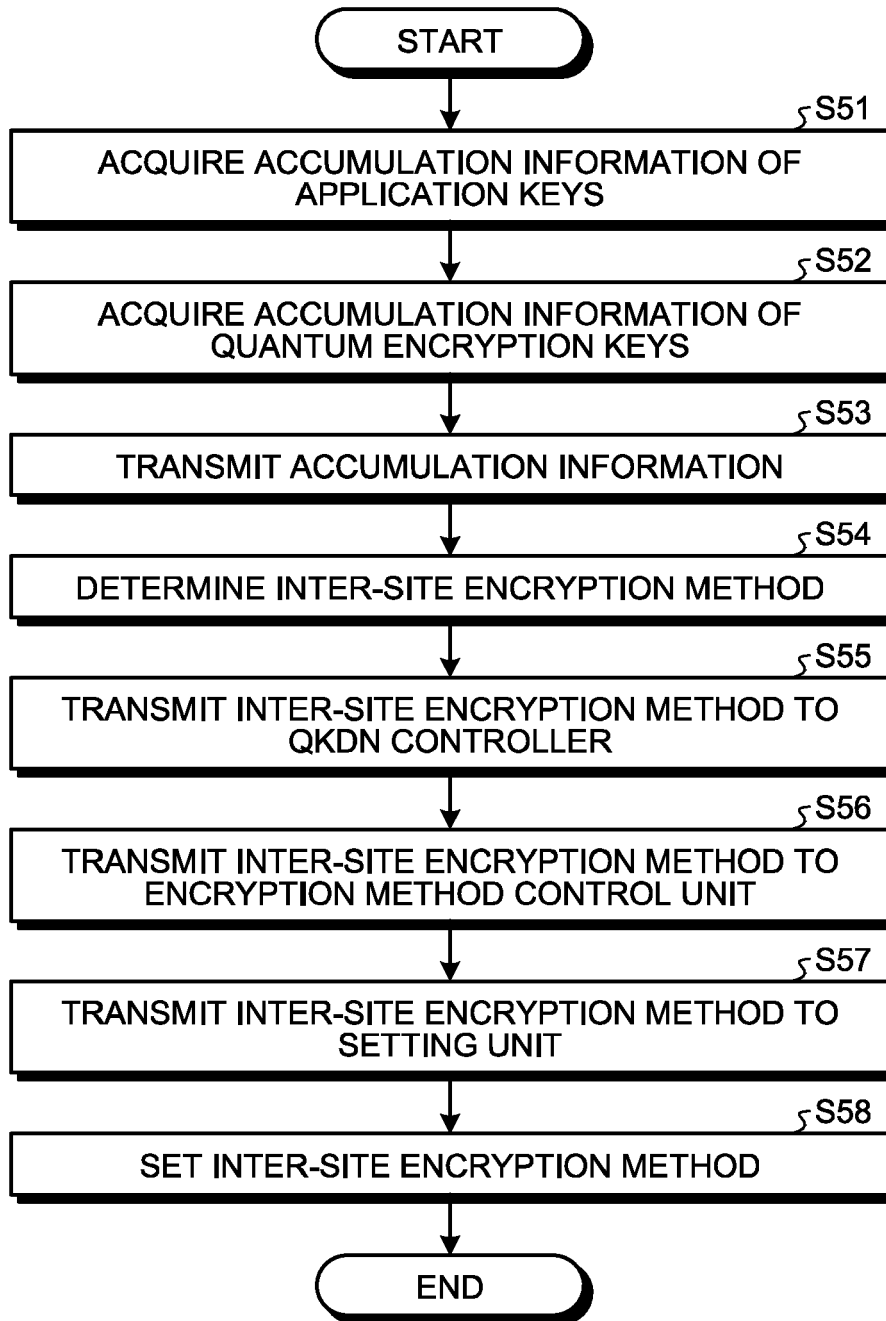 START
S51
ACQUIRE ACCUMULATION INFORMATION OF
APPLICATION KEYS
S52
ACQUIRE ACCUMULATION INFORMATION OF
QUANTUM ENCRYPTION KEYS
S53
TRANSMIT ACCUMULATION INFORMATION
S54
DETERMINE INTER-SITE ENCRYPTION METHOD
S55
TRANSMIT INTER-SITE ENCRYPTION METHOD TO
QKDN CONTROLLER
S56
TRANSMIT INTER-SITE ENCRYPTION METHOD TO
ENCRYPTION METHOD CONTROL UNIT
S57
TRANSMIT INTER-SITE ENCRYPTION METHOD TO
SETTING UNIT
S58
SET INTER-SITE ENCRYPTION METHOD
END